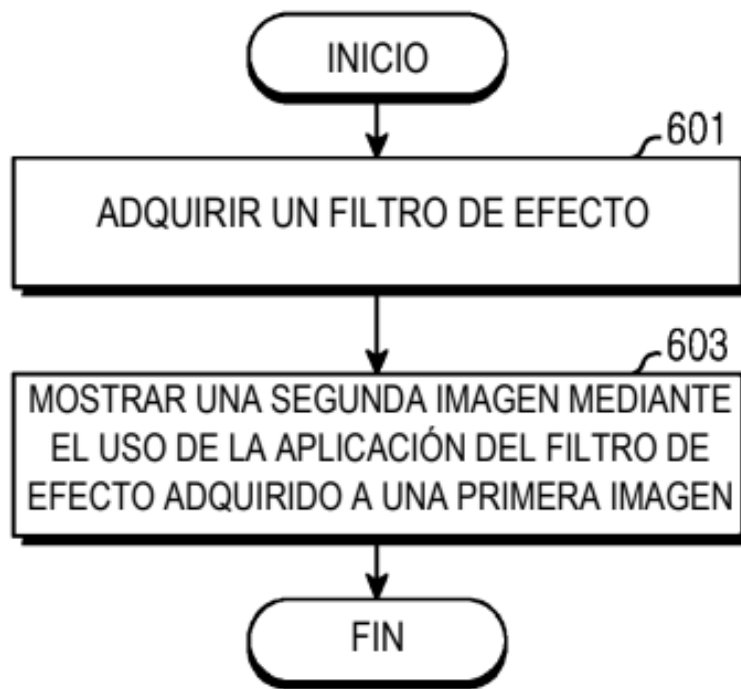 INICIO
601
ADQUIRIR UN FILTRO DE EFECTO
603
MOSTRAR UNA SEGUNDA IMAGEN MEDIANTE
EL USO DE LA APLICACIÓN DEL FILTRO DE
EFECTO ADQUIRIDO A UNA PRIMERA IMAGEN
FIN